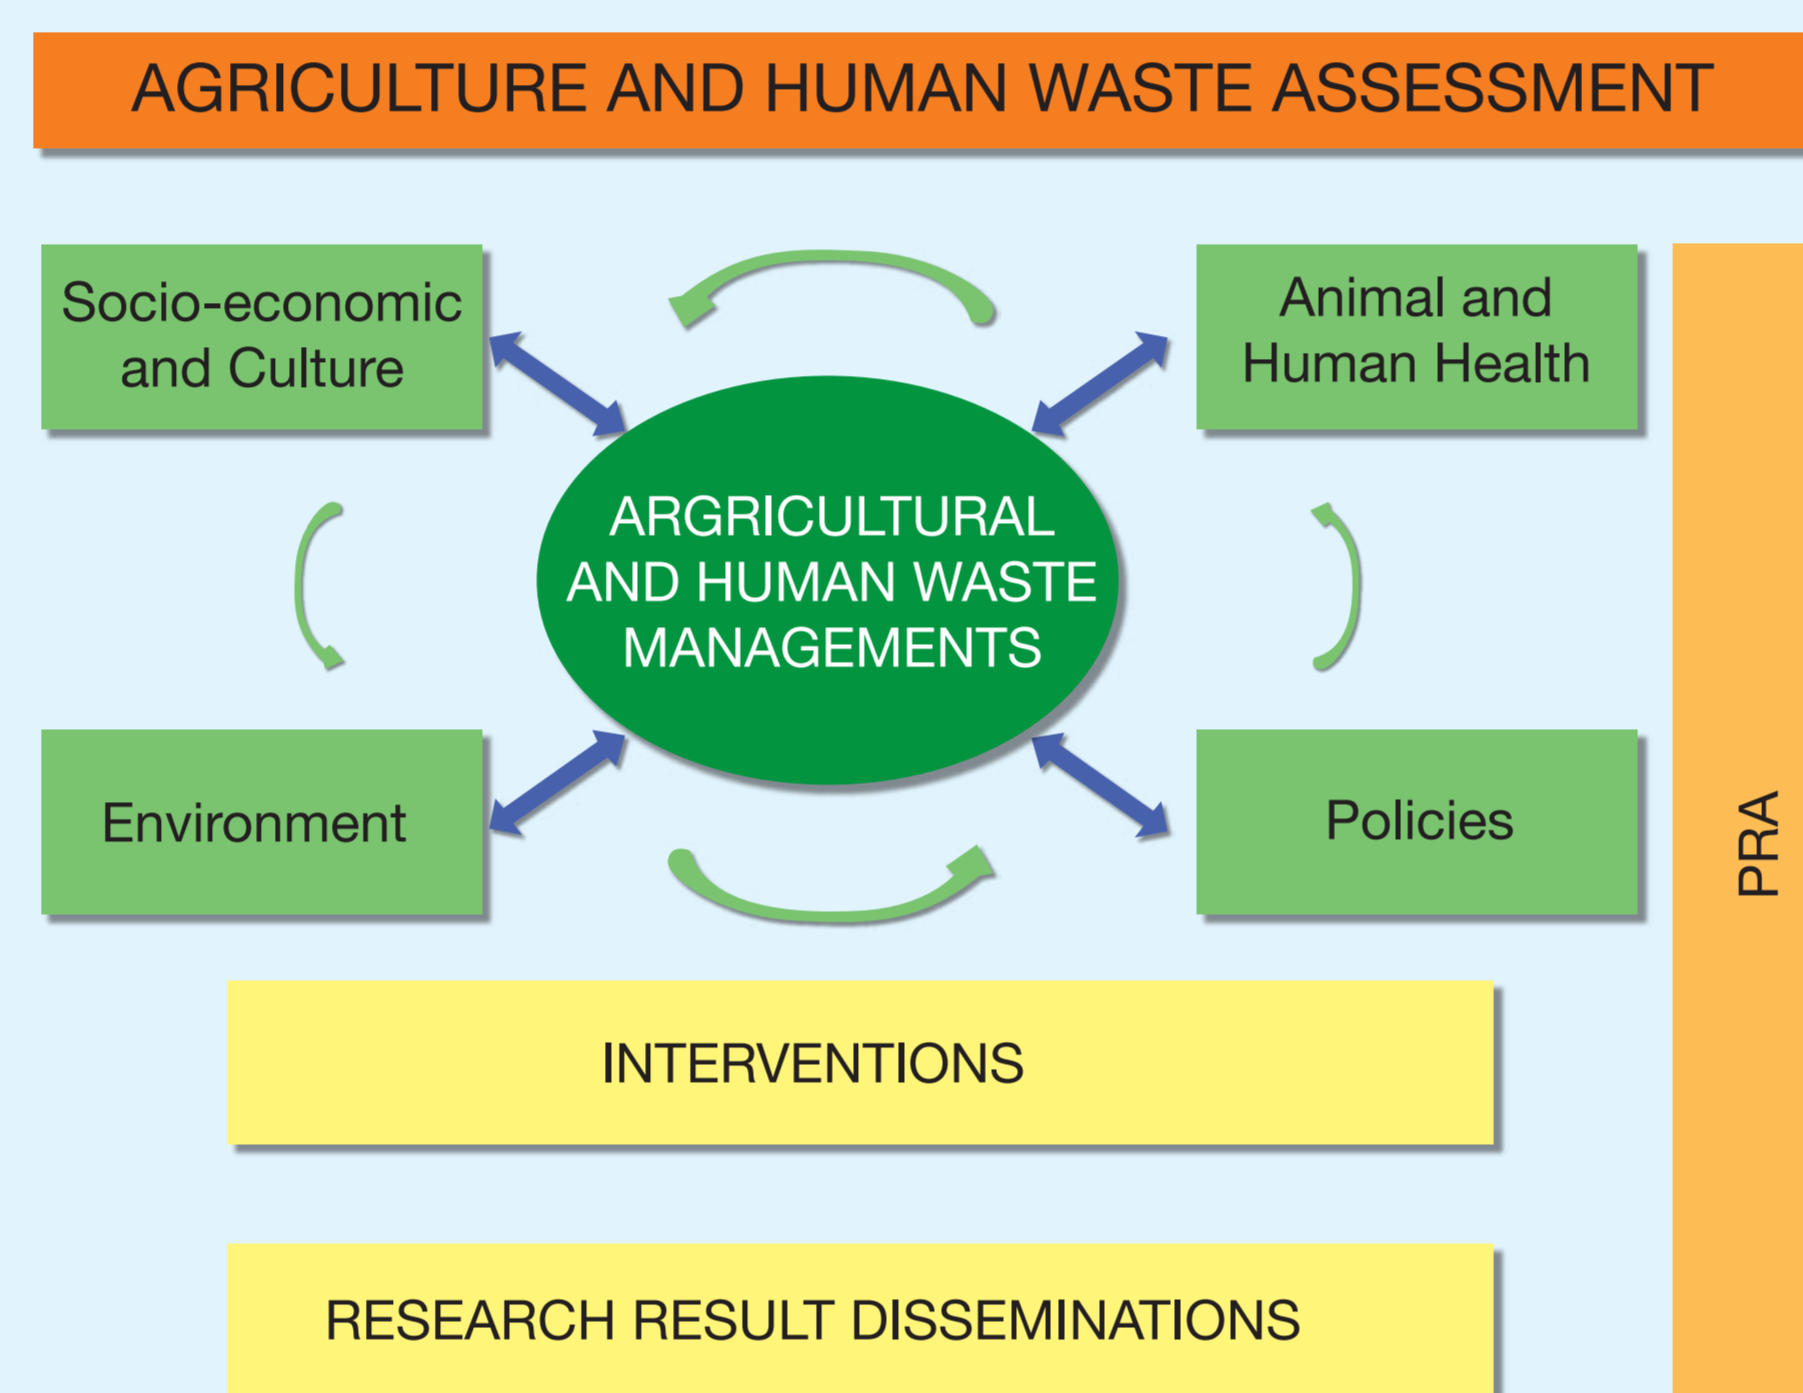 AGRICULTURE AND HUMAN WASTE ASSESSMENT
Socio-economic
and Culture
Animal and
Human Health
ARGRICULTURAL
AND HUMAN WASTE
MANAGEMENTS
Environment
Policies
PRA
INTERVENTIONS
RESEARCH RESULT DISSEMINATIONS